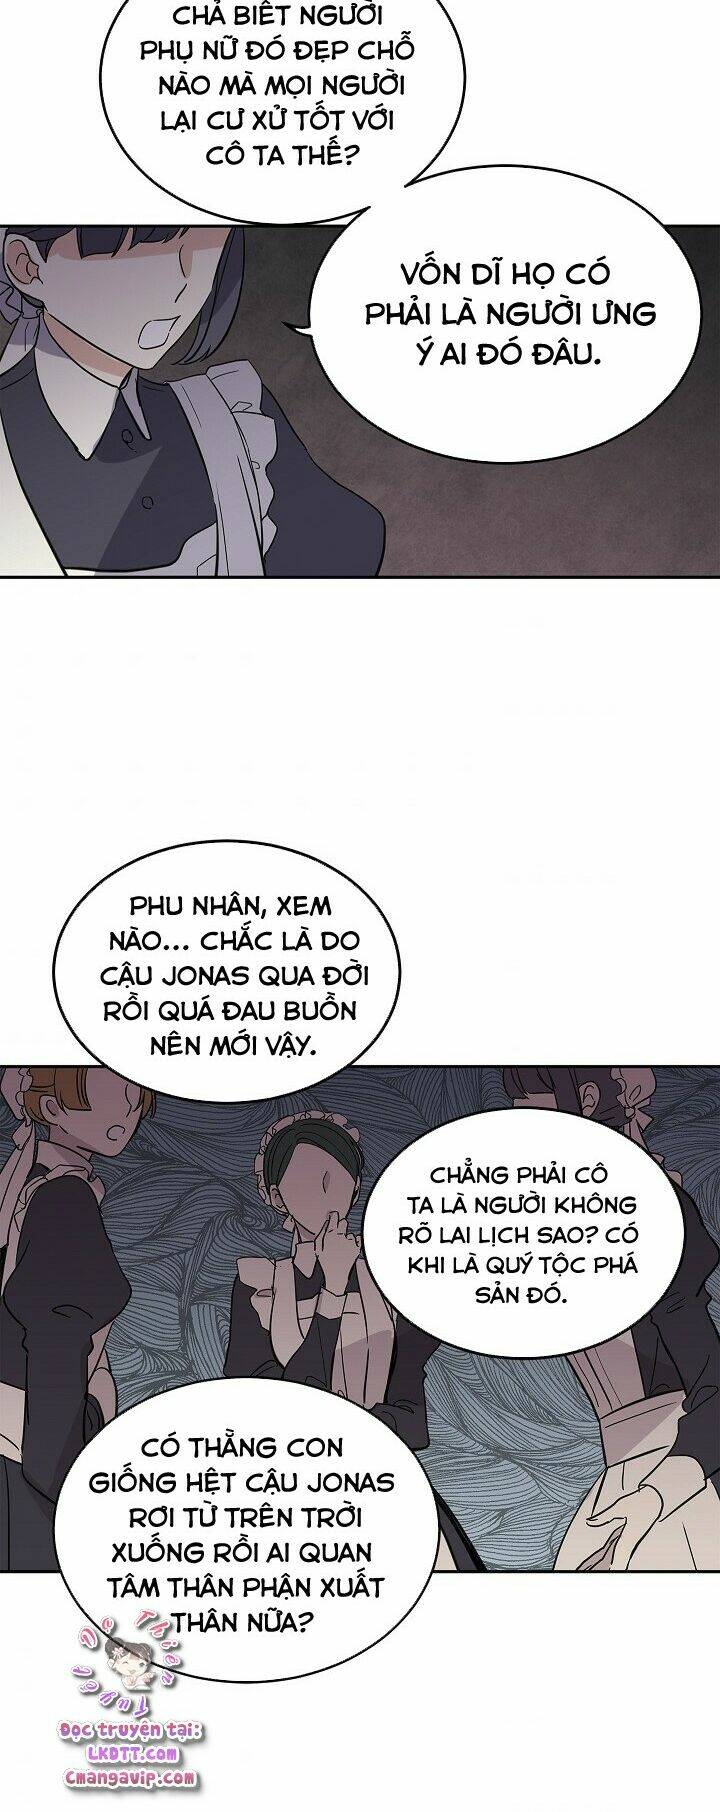 CHẢ BIẾT NGƯỜI
PHỤ NỮ ĐÓ ĐẸP CHỖ
NÀO MÀ MỌI NGƯỜI
LẠI CƯ XỬ TỐT VỚI
CÔ TA THẾ?
VỐN DĨ HỌ CÓ
PHẢI LÀ NGƯỜI ƯNG
Ý AI ĐÓ ĐÂU.
PHU NHÂN, XEM
NÀO... CHẮC LÀ DO
CẬU JONAS QUA ĐỜI
RỒI QUÁ ĐAU BUỒN
NÊN MỚI VẬY.
CHẲNG PHẢI CÔ
TA LÀ NGƯỜI KHÔNG
RÕ LAI LỊCH SAO? CÓ
KHI LÀ QUÝ TỘC PHÁ
SẢN ĐÓ.
CÓ THẰNG CON
GIỐNG HỆT CẬU JONAS
RƠI TỪ TRÊN TRỜI
XUỐNG RỒI AI QUAN
TÂM THÂN PHẬN XUẤT
THÂN NỮA?
Tuyết Dạ Thiên
Đọc truyện tại:
LKDTT.com
Cmangavip.com